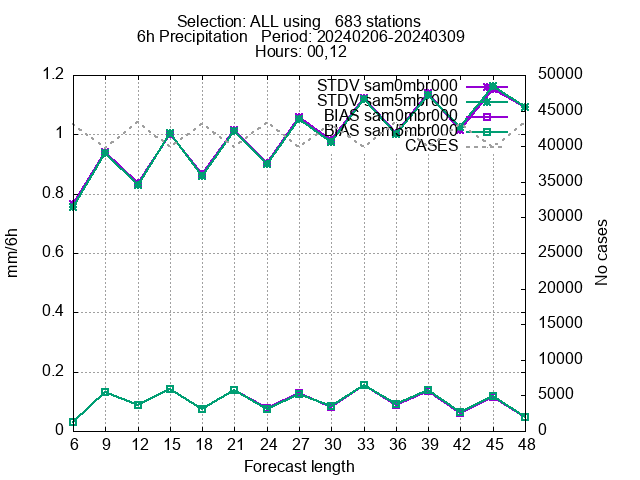 Selection: ALL using   683 stations
6h Precipitation   Period: 20240206-20240309
Hours: 00,12
STDV sam0mbr000
STDV sam5mbr000
BIAS sam0mbr000
BIAS sam5mbr000
CASES
mm/6h
1.2
1
0.8
0.6
0.4
0.2
0
No cases
50000
45000
40000
35000
30000
25000
20000
15000
10000
5000
0
6 9 12 15 18 21 24 27 30 33 36 39 42 45 48
Forecast length